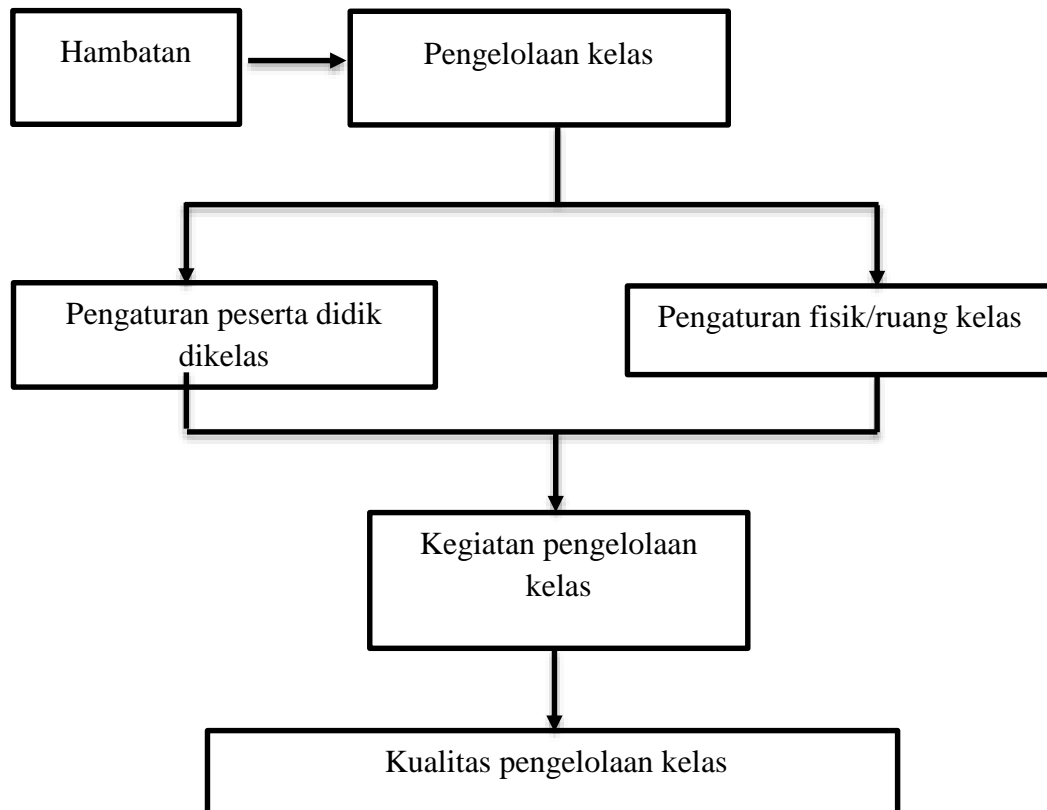 Hambatan
Pengelolaan kelas
Pengaturan peserta didik
dikelas
Pengaturan fisik/ruang kelas
Kegiatan pengelolaan
kelas
Kualitas pengelolaan kelas